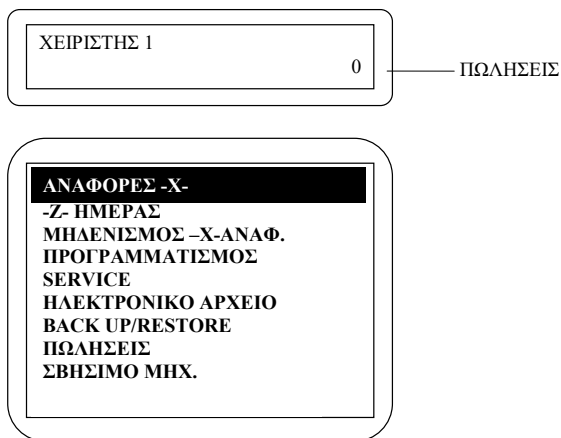 ΧΕΙΡΙΣΤΗΣ 1
0
ΠΩΛΗΣΕΙΣ
ΑΝΑΦΟΡΕΣ -Χ-
-Ζ- ΗΜΕΡΑΣ
ΜΗΔΕΝΙΣΜΟΣ –Χ-ΑΝΑΦ.
ΠΡΟΓΡΑΜΜΑΤΙΣΜΟΣ
SERVICE
ΗΛΕΚΤΡΟΝΙΚΟ ΑΡΧΕΙΟ
BACK UP/RESTORE
ΠΩΛΗΣΕΙΣ
ΣΒΗΣΙΜΟ ΜΗΧ.